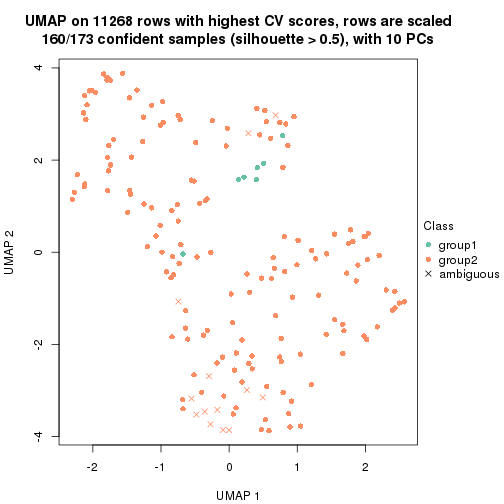 UMAP on 11268 rows with highest CV scores, rows are scaled
160/173 confident samples (silhouette > 0.5), with 10 PCs
4
2
0
-2
-4
UMAP 2
-2
-1
0
1
2
UMAP 1
Class
group1
group2
ambiguous